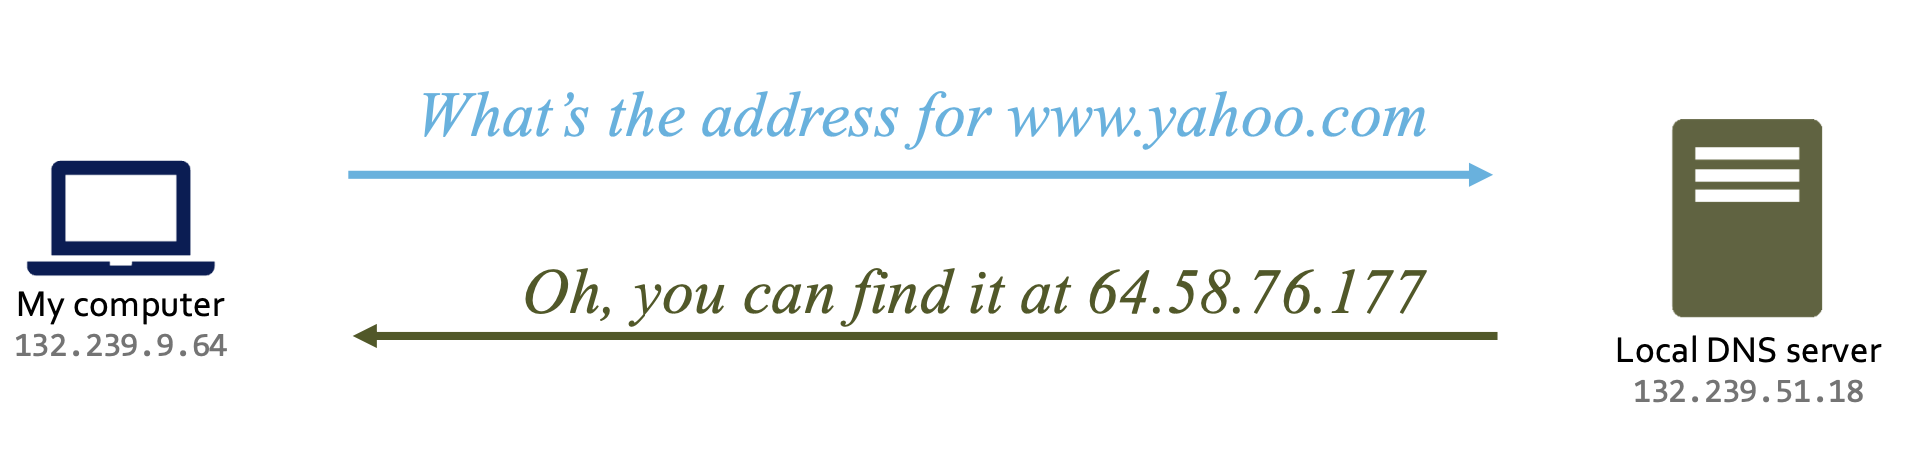 What's the address for www.yahoo.com
Oh, you can find it at 64.58.76.177
My computer
132.239.9.64
Local DNS server
132.239.51.18